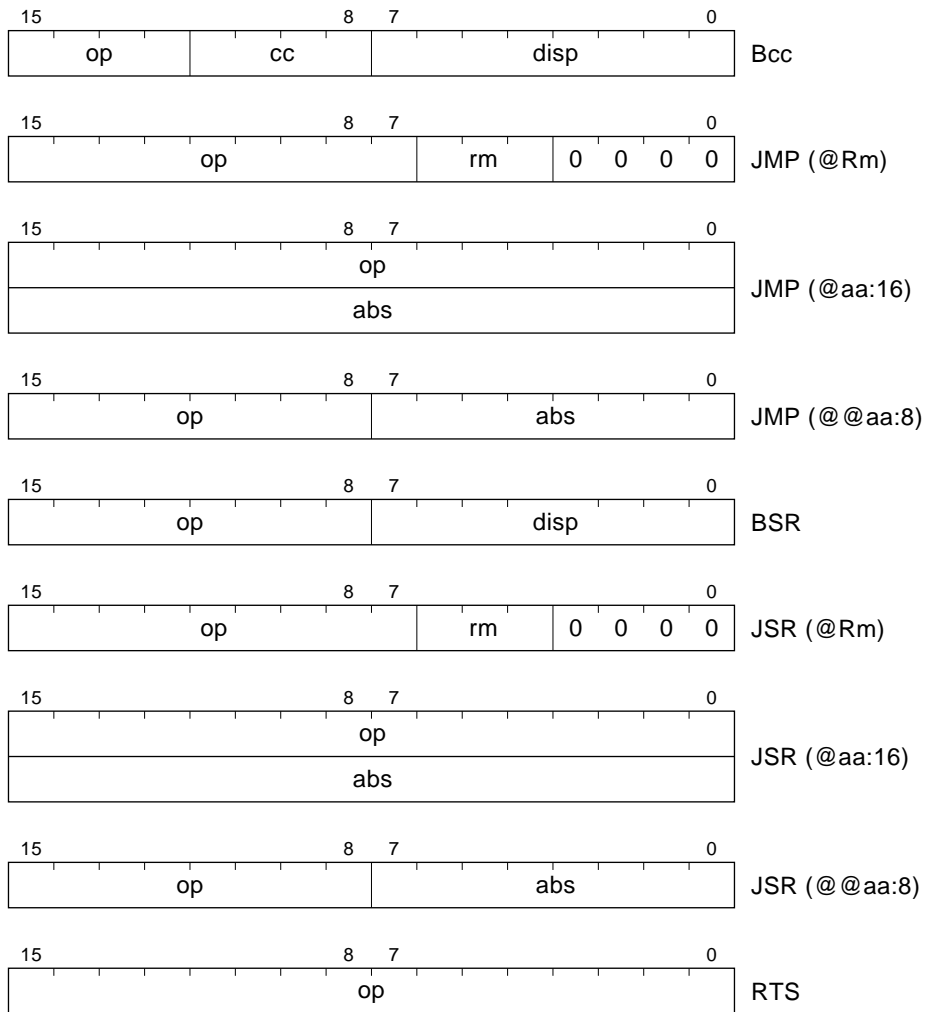 15 8 7 0
op cc disp Bcc
15 8 7 0
op rm 0 0 0 0 JMP (@Rm)
15 8 7 0
op
JMP (@aa:16)
abs
15 8 7 0
op abs JMP (@@aa:8)
15 8 7 0
op disp BSR
15 8 7 0
op rm 0 0 0 0 JSR (@Rm)
15 8 7 0
op
JSR (@aa:16)
abs
15 8 7 0
op abs JSR (@@aa:8)
15 8 7 0
op RTS